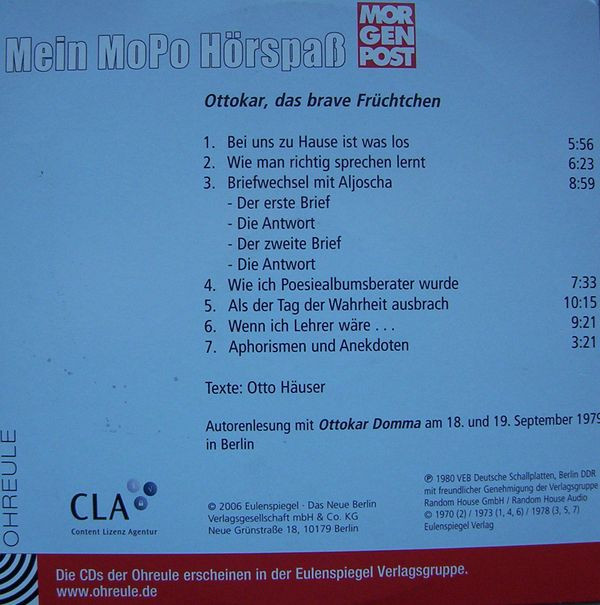 Mein MoPo Hörspaß
MOR
GEN
POST
Ottokar, das brave Früchtchen
1. Bei uns zu Hause ist was los 5:56
2. Wie man richtig sprechen lernt 6:23
3. Briefwechsel mit Aljoscha 8:59
- Der erste Brief
- Die Antwort
- Der zweite Brief
- Die Antwort
4. Wie ich Poesiealbumsberater wurde 7:33
5. Als der Tag der Wahrheit ausbrach 10:15
6. Wenn ich Lehrer wäre . . . 9:21
7. Aphorismen und Anekdoten 3:21
Texte: Otto Häuser
Autorenlesung mit Ottokar Domma am 18. und 19. September 1979
in Berlin
OHREULE
CLA
Content Lizenz Agentur
© 2006 Eulenspiegel · Das Neue Berlin
Verlagsgesellschaft mbH & Co. KG
Neue Grünstraße 18, 10179 Berlin
℗ 1980 VEB Deutsche Schallplatten, Berlin DDR
mit freundlicher Genehmigung der Verlagsgruppe
Random House GmbH / Random House Audio
© 1970 (2) / 1973 (1, 4, 6) / 1978 (3, 5, 7)
Eulenspiegel Verlag
Die CDs der Ohreule erscheinen in der Eulenspiegel Verlagsgruppe.
www.ohreule.de